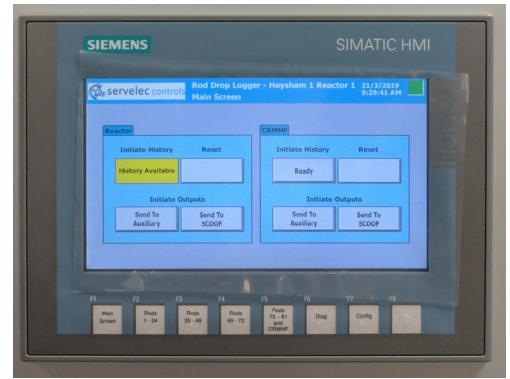 SIEMENS
SIMATIC HMI
servelec controls
Rod Drop Logger - Heysham 1 Reactor 1
Main Screen
21/3/2019
9:29:41 AM
TOUCH
Reactor
Initiate History Reset
History Available
Initiate Outputs
Send To
Auxiliary
Send To
SCOOP
CRMMF
Initiate History Reset
Ready
Initiate Outputs
Send To
Auxiliary
Send To
SCOOP
F1 F2 F3 F4 F5 F6 F7 F8
Main
Screen
Rods
1 - 24
Rods
25 - 48
Rods
49 - 72
Rods
73 - 81
and
CRMMF
Diag
Config